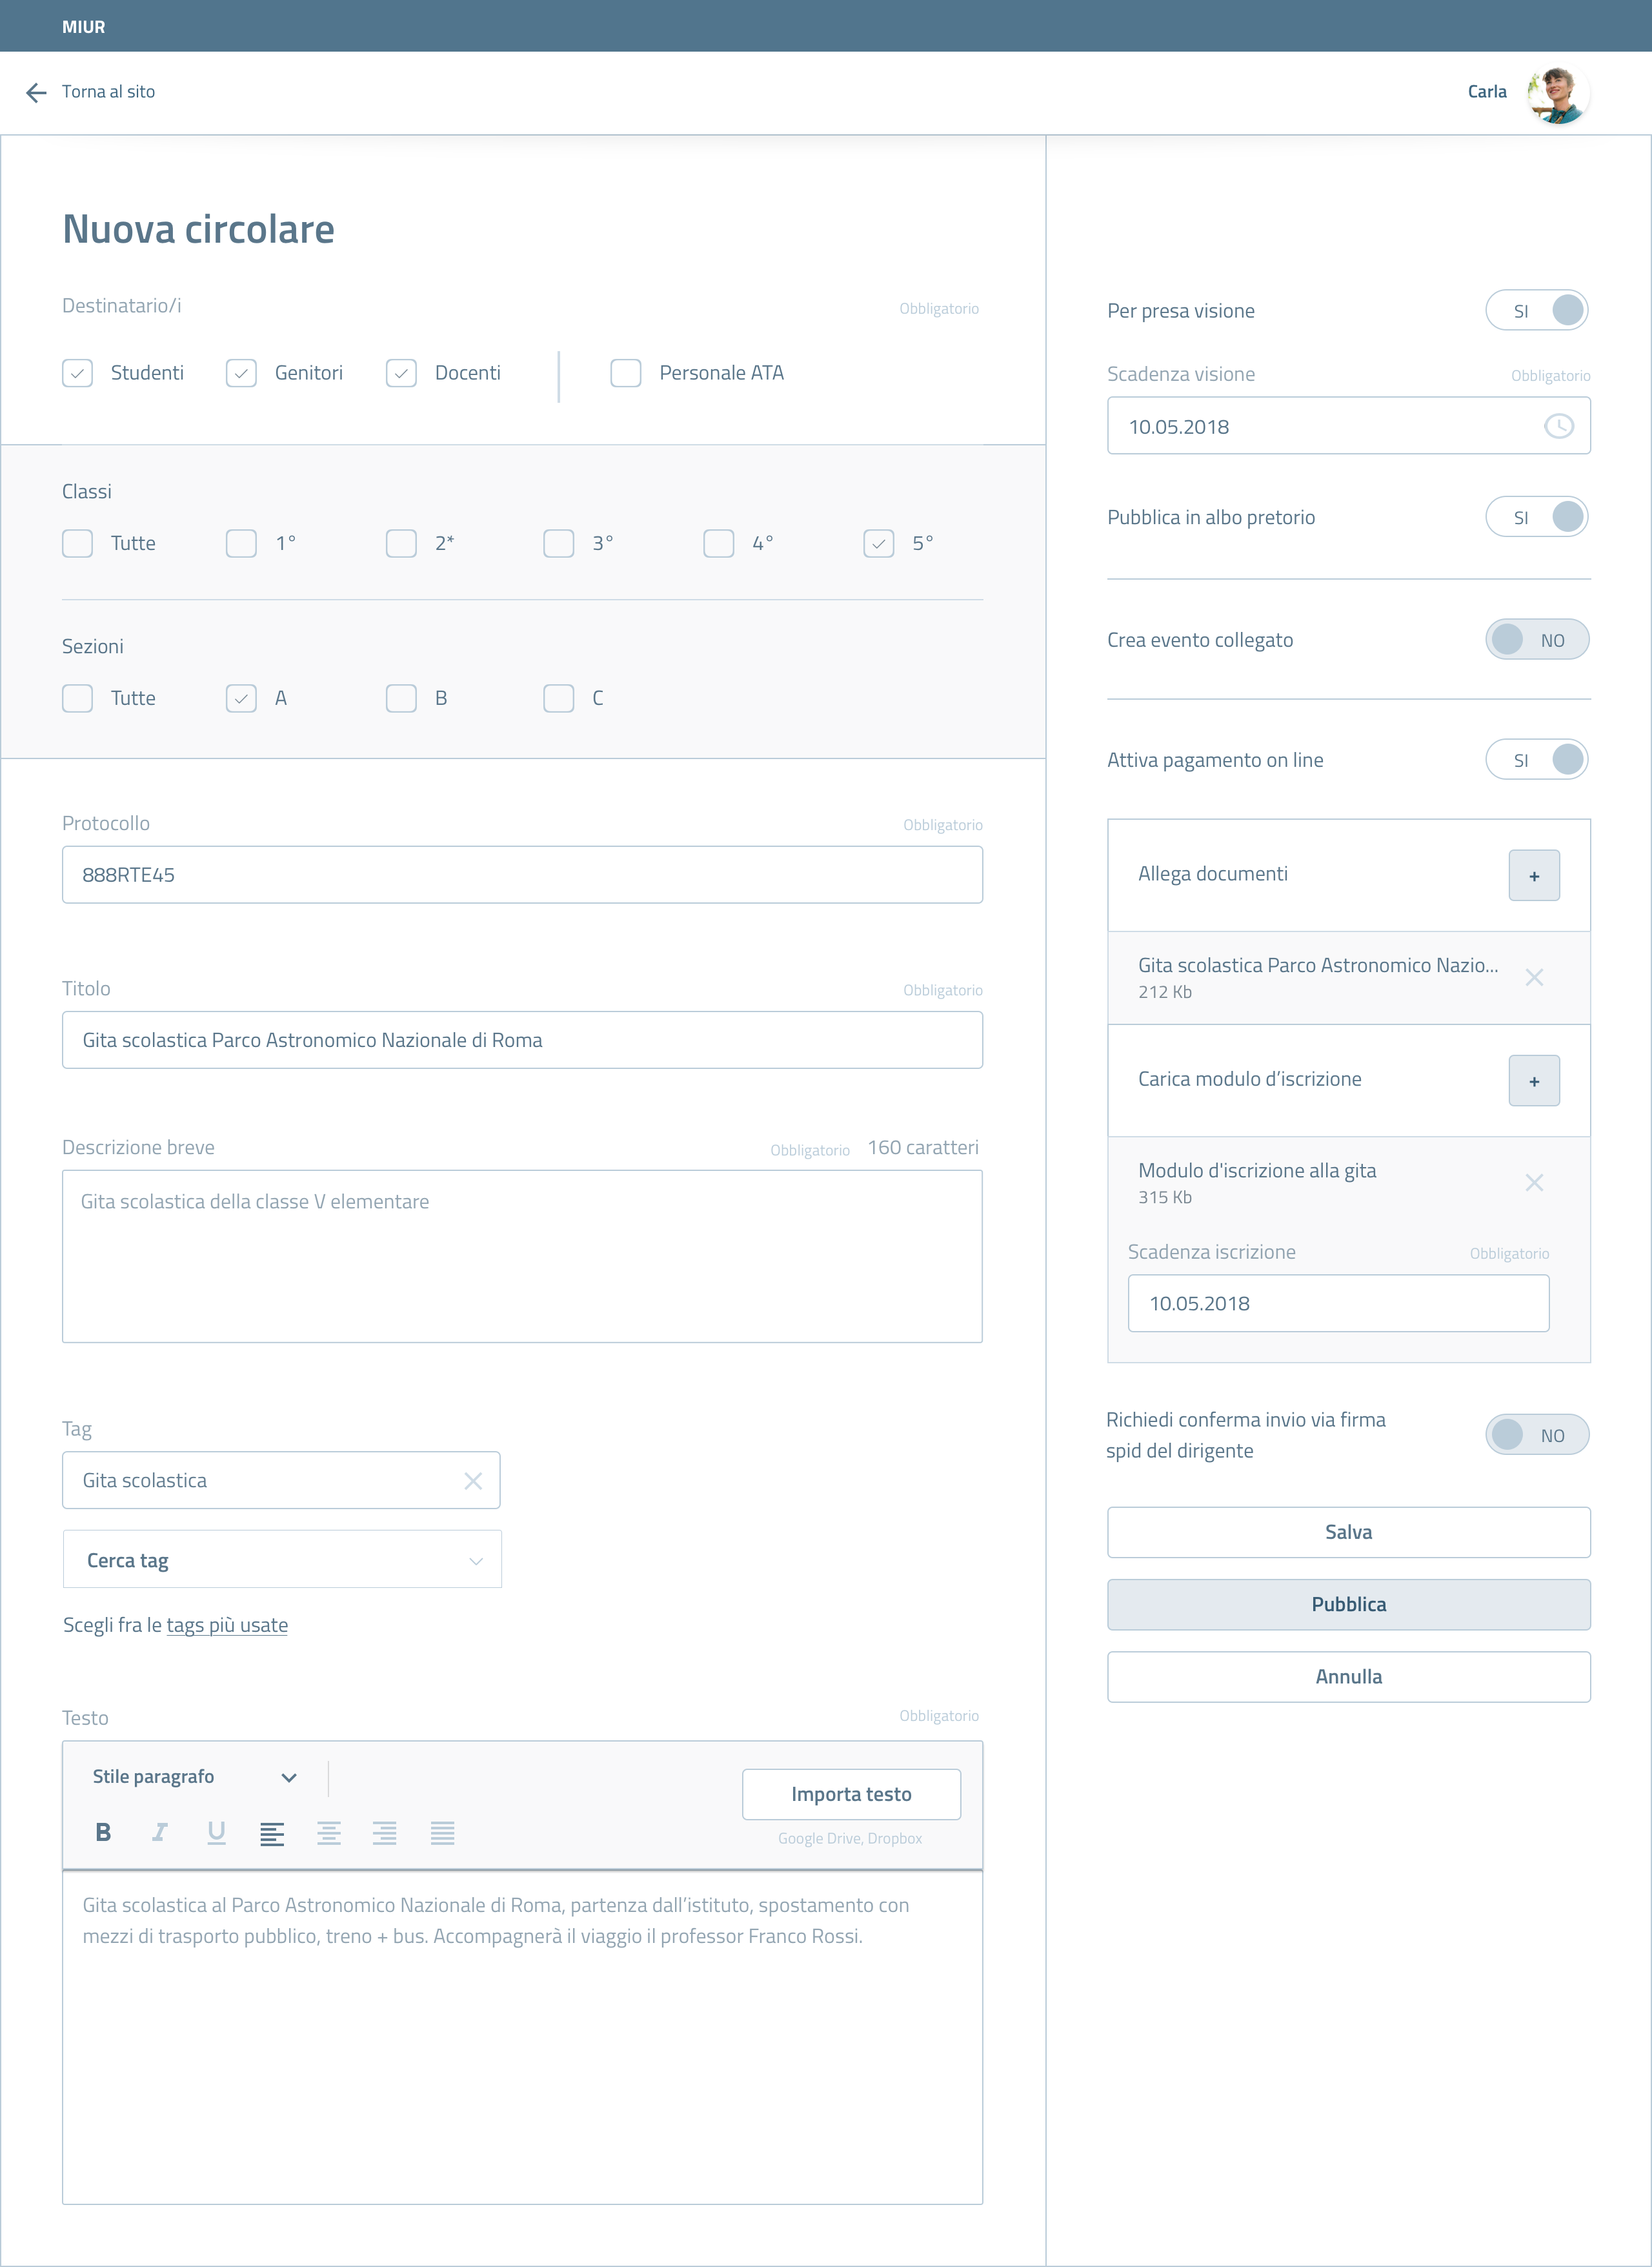 MIUR
Torna al sito
Carla
Nuova circolare
Destinatario/i
Obbligatorio
Studenti
Genitori
Docenti
Personale ATA
Classi
Tutte
1°
2*
3°
4°
5°
Sezioni
Tutte
A
B
C
Protocollo
Obbligatorio
888RTE45
Titolo
Obbligatorio
Gita scolastica Parco Astronomico Nazionale di Roma
Descrizione breve
Obbligatorio
160 caratteri
Gita scolastica della classe V elementare
Tag
Gita scolastica
Cerca tag
Scegli fra le tags più usate
Testo
Obbligatorio
Stile paragrafo
Importa testo
B I U
Google Drive, Dropbox
Gita scolastica al Parco Astronomico Nazionale di Roma, partenza dall’istituto, spostamento con
mezzi di trasporto pubblico, treno + bus. Accompagnerà il viaggio il professor Franco Rossi.
Per presa visione
SI
Scadenza visione
Obbligatorio
10.05.2018
Pubblica in albo pretorio
SI
Crea evento collegato
NO
Attiva pagamento on line
SI
Allega documenti
+
Gita scolastica Parco Astronomico Nazio...
212 Kb
Carica modulo d’iscrizione
+
Modulo d'iscrizione alla gita
315 Kb
Scadenza iscrizione
Obbligatorio
10.05.2018
Richiedi conferma invio via firma
spid del dirigente
NO
Salva
Pubblica
Annulla